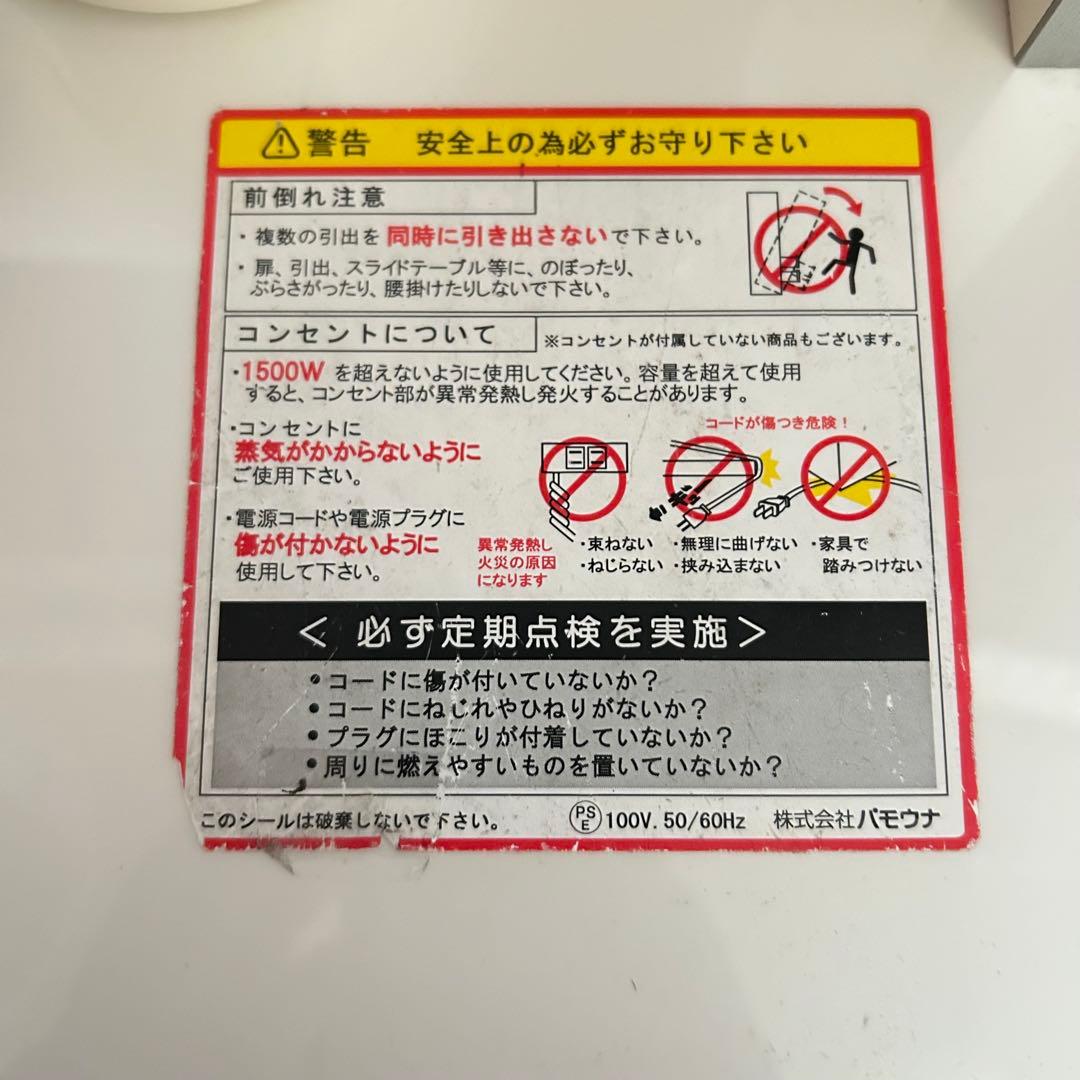 ⚠警告 安全上の為必ずお守り下さい
前倒れ注意
・複数の引出を 同時に引き出さないで下さい。
・扉、引出、スライドテーブル等に、のぼったり、
ぶらさがったり、腰掛けたりしないで下さい。
コンセントについて
※コンセントが付属していない商品もございます。
・1500W を超えないように使用してください。容量を超えて使用
すると、コンセント部が異常発熱し発火することがあります。
・コンセントに
蒸気がかからないように
ご使用下さい。
・電源コードや電源プラグに
傷が付かないように
使用して下さい。
コードが傷つき危険!
異常発熱し
火災の原因
になります
・束ねない
・ねじらない
・無理に曲げない
・挟み込まない
・家具で
踏みつけない
< 必ず定期点検を実施>
・コードに傷が付いていないか?
・コードにねじれやひねりがないか?
・プラグにほこりが付着していないか?
・周りに燃えやすいものを置いていないか?
このシールは破棄しないで下さい。
PSE 100V. 50/60Hz 株式会社パモウナ